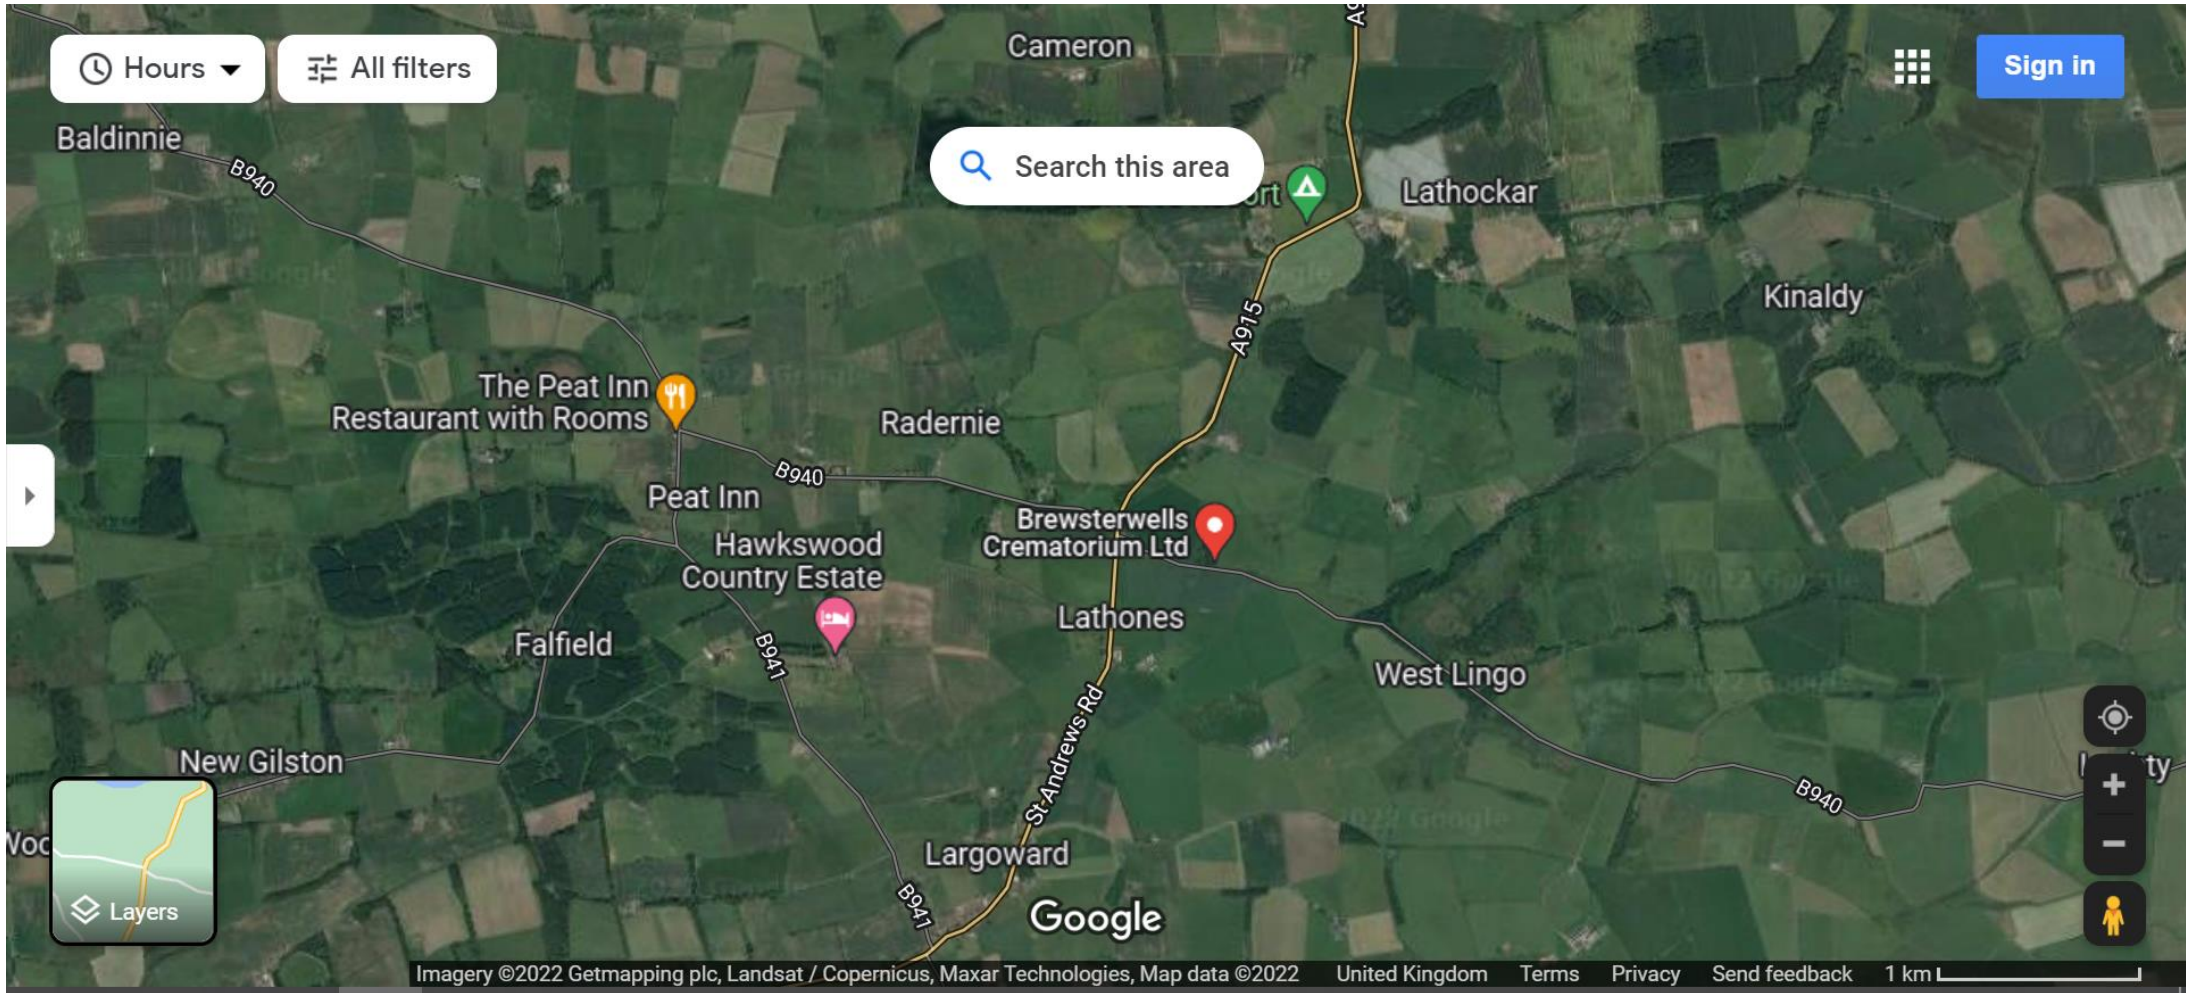 Hours
All filters
Cameron
Sign in
Baldinnie
B940
Search this area
ort
Lathockar
Kinaldy
A915
The Peat Inn
Restaurant with Rooms
Radernie
B940
Peat Inn
Brewsterwells
Crematorium Ltd
Hawkswood
Country Estate
Lathones
Falfield
B941
West Lingo
St Andrews Rd
New Gilston
B940
Largoward
Layers
B941
Google
Imagery ©2022 Getmapping plc, Landsat / Copernicus, Maxar Technologies, Map data ©2022 United Kingdom Terms Privacy Send feedback 1 km